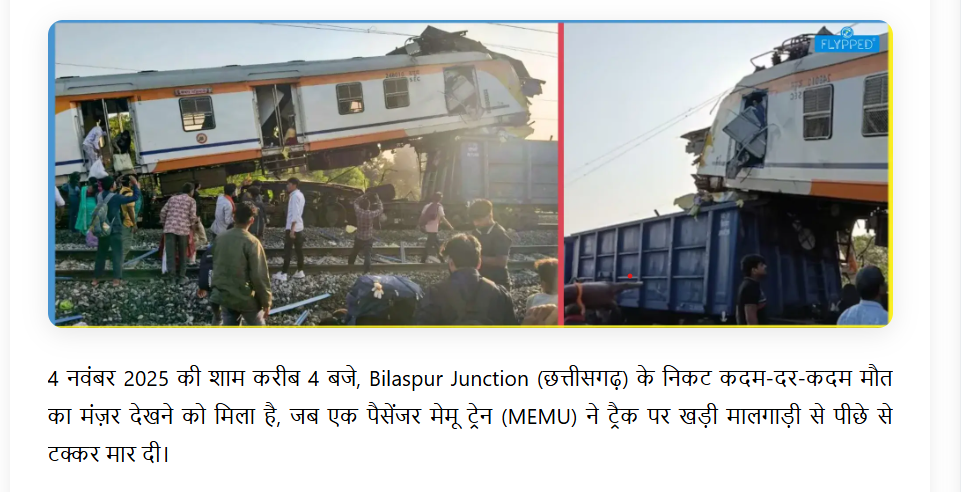 FLYPPED
4 नवंबर 2025 की शाम करीब 4 बजे, Bilaspur Junction (छत्तीसगढ़) के निकट कदम-दर-कदम मौत
का मंज़र देखने को मिला है, जब एक पैसेंजर मेमू ट्रेन (MEMU) ने ट्रैक पर खड़ी मालगाड़ी से पीछे से
टक्कर मार दी।